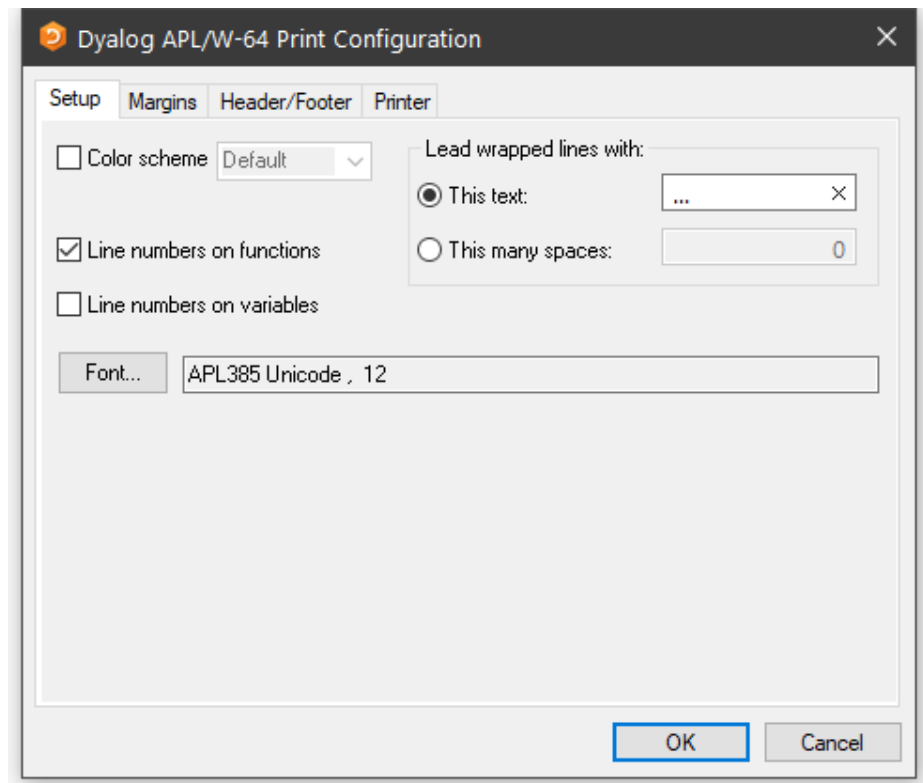 Dyalog APL/W-64 Print Configuration
Setup Margins Header/Footer Printer
Color scheme Default
Lead wrapped lines with:
This text: ...
Line numbers on functions
This many spaces: 0
Line numbers on variables
Font... APL385 Unicode , 12
OK Cancel